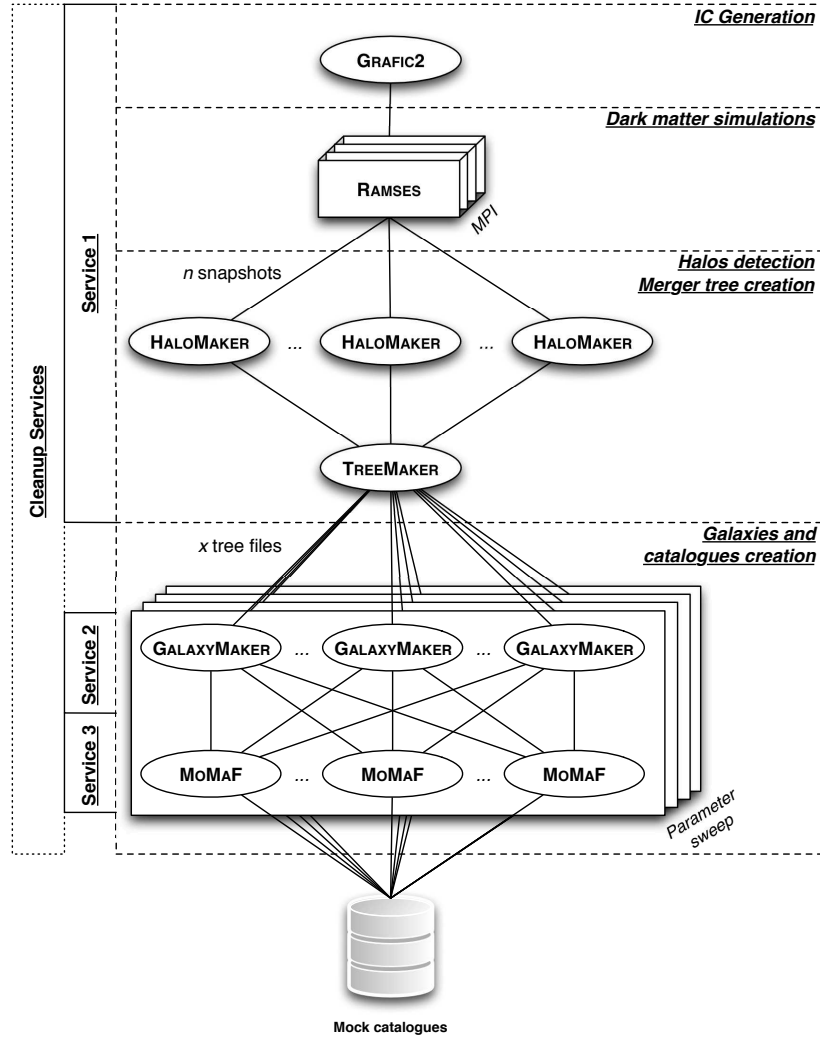 IC Generation
GRAFIC2
Dark matter simulations
RAMSES
MPI
Service 1
n snapshots
Halos detection
Merger tree creation
HALOMAKER ... HALOMAKER ... HALOMAKER
Cleanup Services
TREEMAKER
x tree files
Galaxies and
catalogues creation
Service 2
GALAXYMAKER ... GALAXYMAKER ... GALAXYMAKER
Service 3
MOMAF ... MOMAF ... MOMAF
Parameter
sweep
Mock catalogues